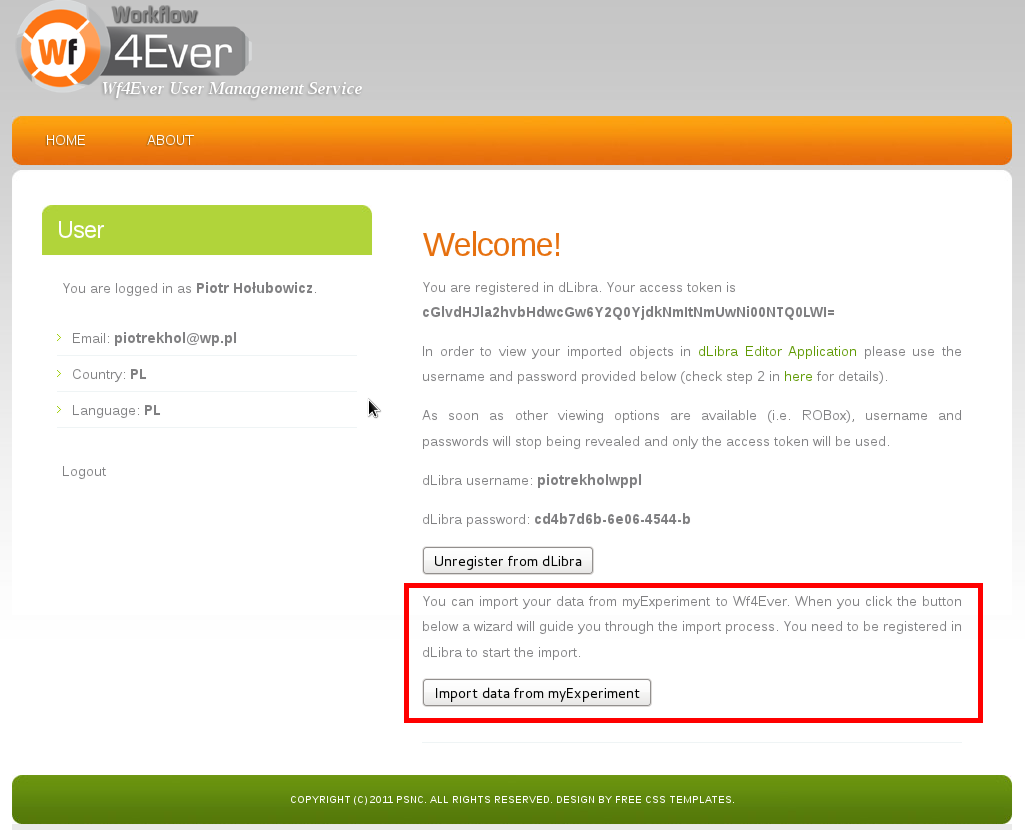 Workflow
Wf 4Ever
Wf4Ever User Management Service
HOME ABOUT
User
You are logged in as Piotr Hołubowicz.
Email: piotrekhol@wp.pl
Country: PL
Language: PL
Logout
Welcome!
You are registered in dLibra. Your access token is
cGlvdHJla2hvbHdwcGw6Y2Q0YjdkNmItNmUwNi00NTQ0LWI=
In order to view your imported objects in dLibra Editor Application please use the
username and password provided below (check step 2 in here for details).
As soon as other viewing options are available (i.e. ROBox), username and
passwords will stop being revealed and only the access token will be used.
dLibra username: piotrekholwppl
dLibra password: cd4b7d6b-6e06-4544-b
Unregister from dLibra
You can import your data from myExperiment to Wf4Ever. When you click the button
below a wizard will guide you through the import process. You need to be registered in
dLibra to start the import.
Import data from myExperiment
COPYRIGHT (C) 2011 PSNC. ALL RIGHTS RESERVED. DESIGN BY FREE CSS TEMPLATES.